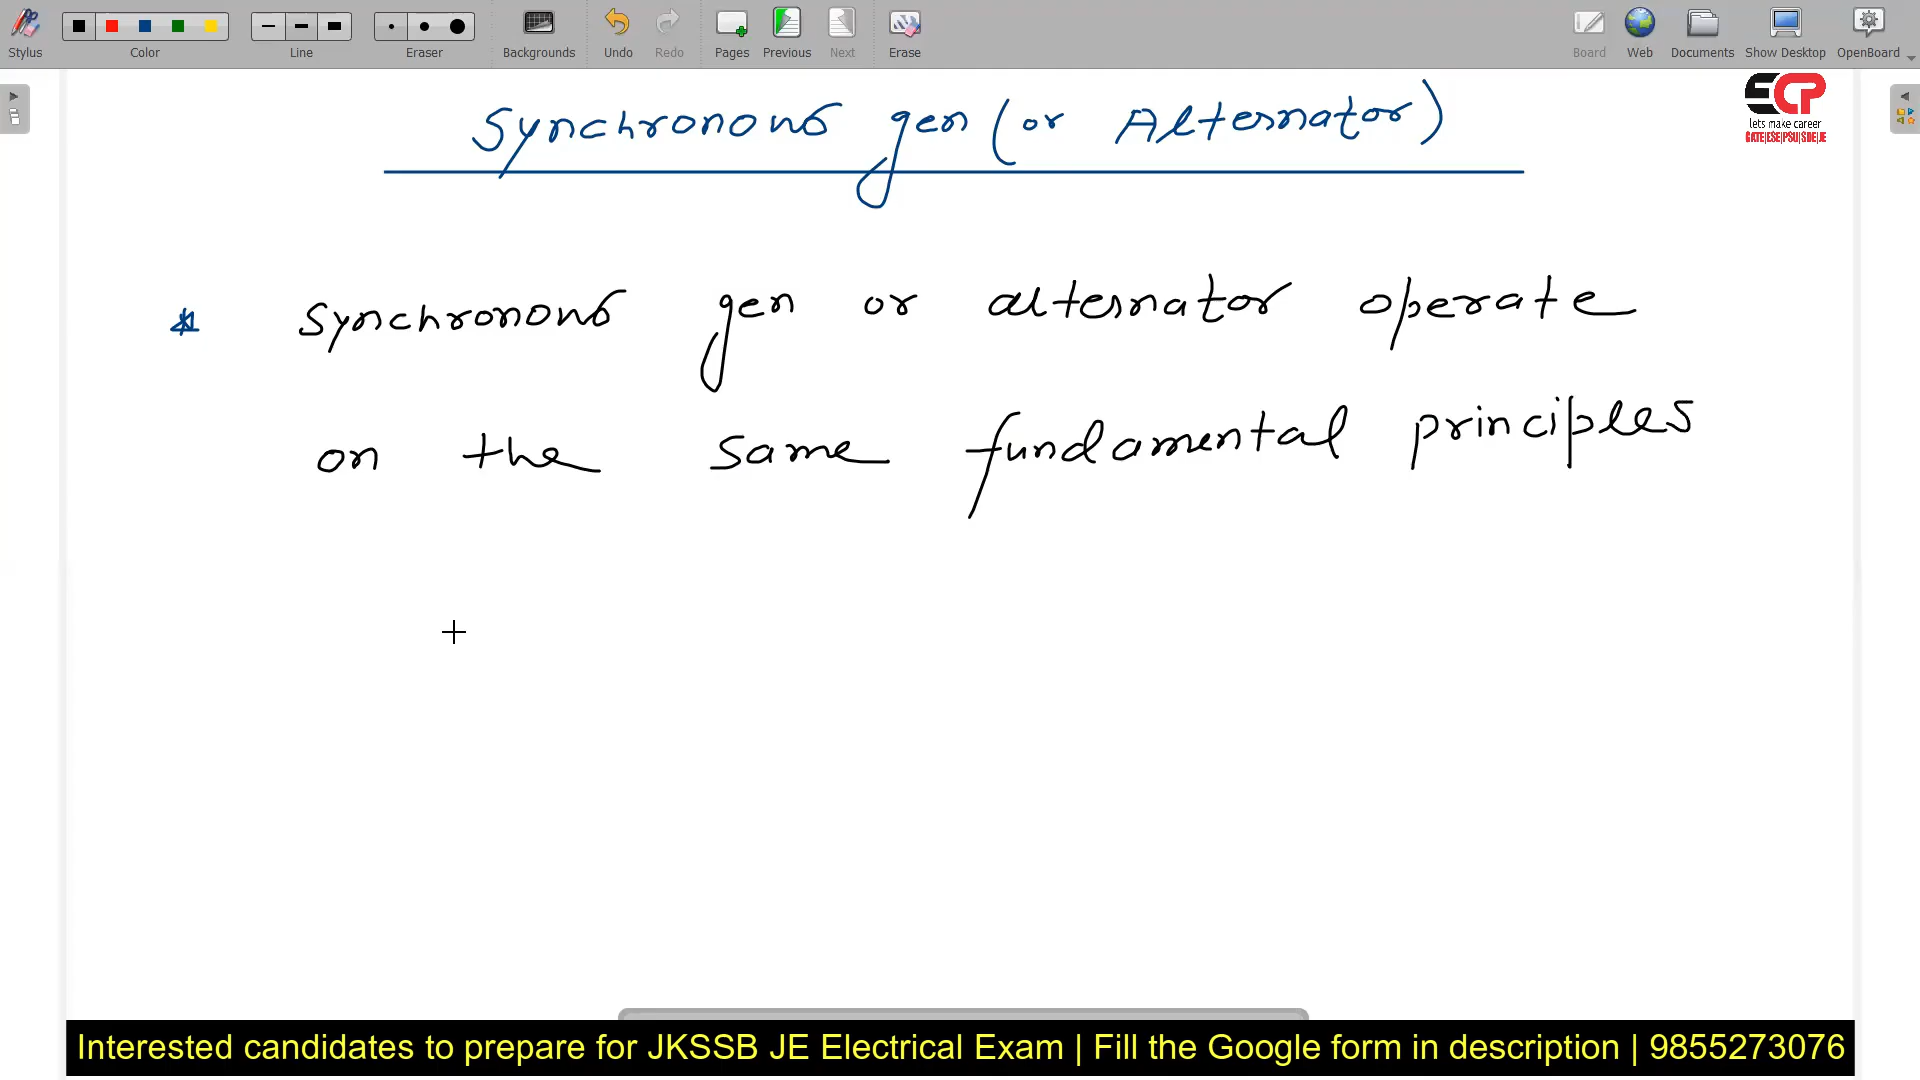 Stylus Color Line Eraser Backgrounds Undo Redo Pages Previous Next Erase Board Web Documents Show Desktop OpenBoard
ECP
lets make career
GATE|ESE|PSU|SDE|JE
Synchronous gen (or Alternator)
* Synchronous gen or alternator operate
on the same fundamental principles
Interested candidates to prepare for JKSSB JE Electrical Exam | Fill the Google form in description | 9855273076